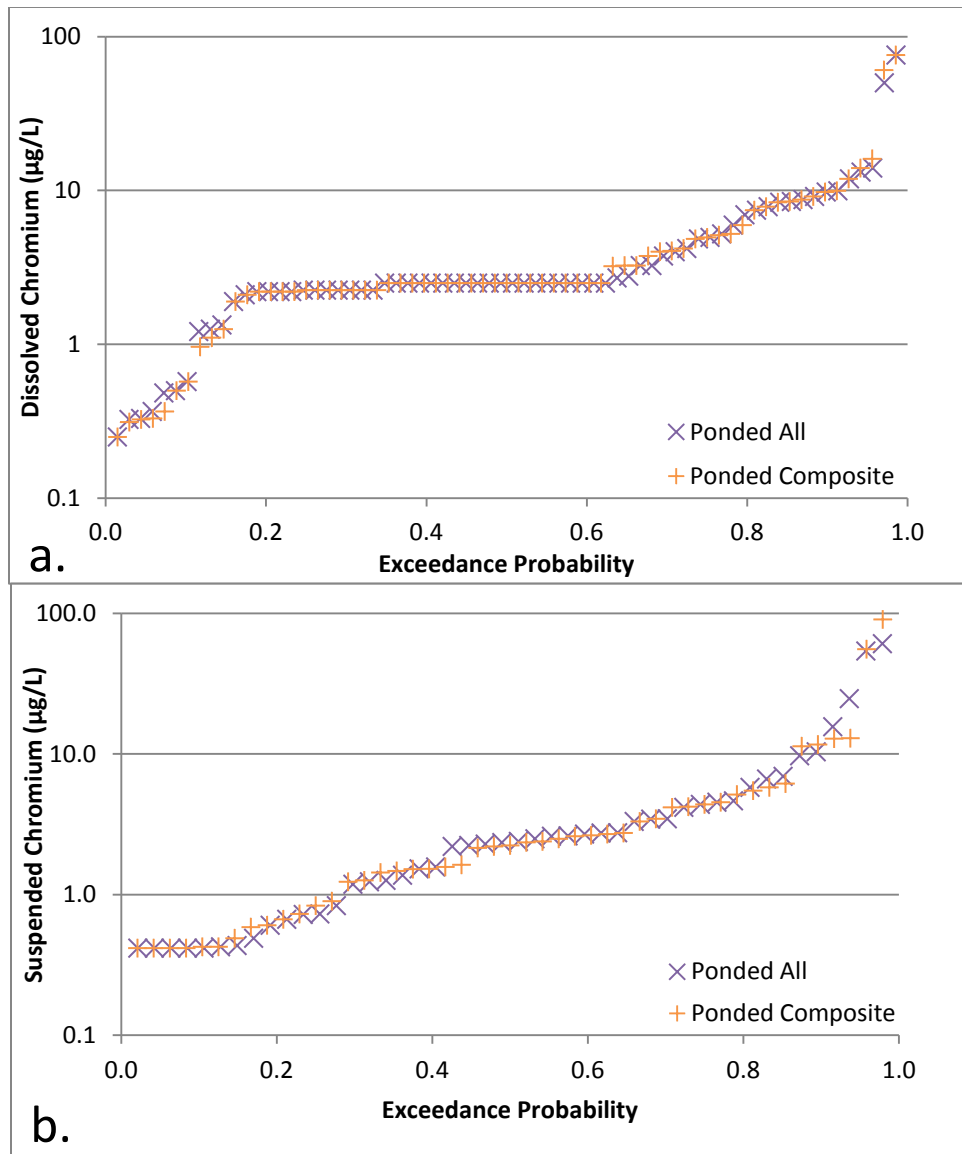 100
10
1
0.1
Dissolved Chromium (µg/L)
Ponded All
Ponded Composite
0.0 0.2 0.4 0.6 0.8 1.0
Exceedance Probability
a.
100.0
10.0
1.0
0.1
Suspended Chromium (µg/L)
Ponded All
Ponded Composite
0.0 0.2 0.4 0.6 0.8 1.0
Exceedance Probability
b.